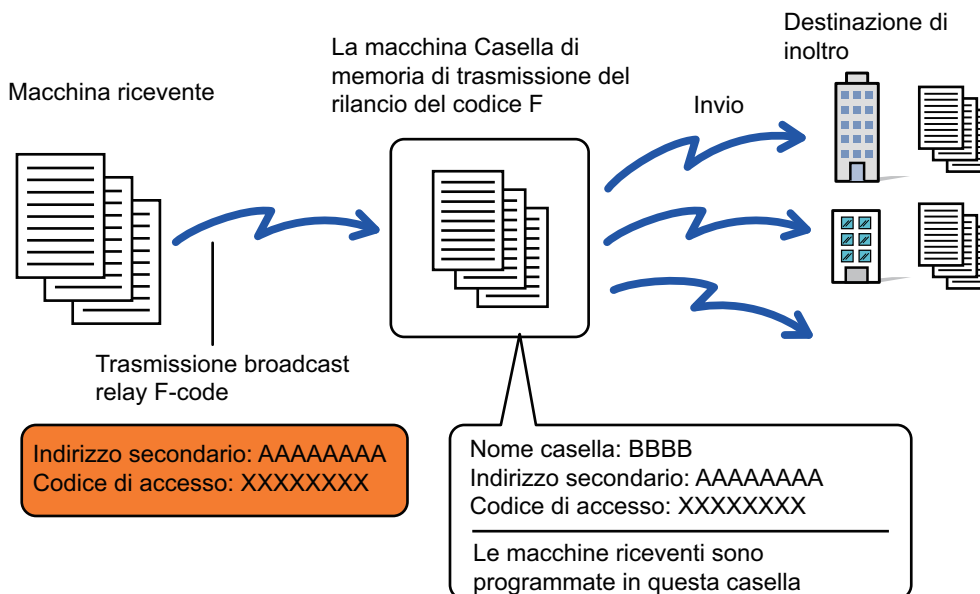 Macchina ricevente
La macchina Casella di
memoria di trasmissione del
rilancio del codice F
Invio
Destinazione di
inoltro
Trasmissione broadcast
relay F-code
Indirizzo secondario: AAAAAAAA
Codice di accesso: XXXXXXXX
Nome casella: BBBB
Indirizzo secondario: AAAAAAAA
Codice di accesso: XXXXXXXX
Le macchine riceventi sono
programmate in questa casella